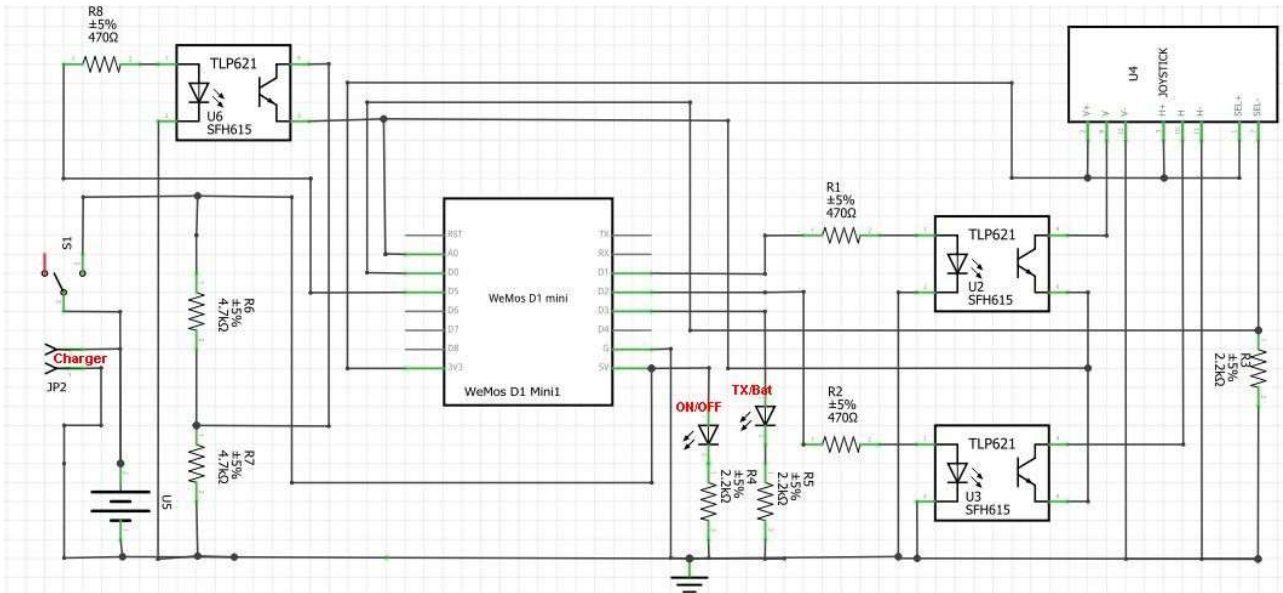 R8
±5%
470Ω
TLP621
U6
SFH615
U4
JOYSTICK
V+
V
V-
H+
H
H-
SEL+
SEL-
R1
±5%
470Ω
TLP621
U2
SFH615
S1
R6
±5%
4.7kΩ
RST
A0
D0
D5
D6
D7
D8
3V3
TX
RX
D1
D2
D3
D4
G
5V
WeMos D1 mini
WeMos D1 Mini1
Charger
JP2
R3
±5%
2.2kΩ
ON/OFF
TX/Bat
R2
±5%
470Ω
TLP621
U3
SFH615
R7
±5%
4.7kΩ
R4
±5%
2.2kΩ
R5
±5%
2.2kΩ
U5